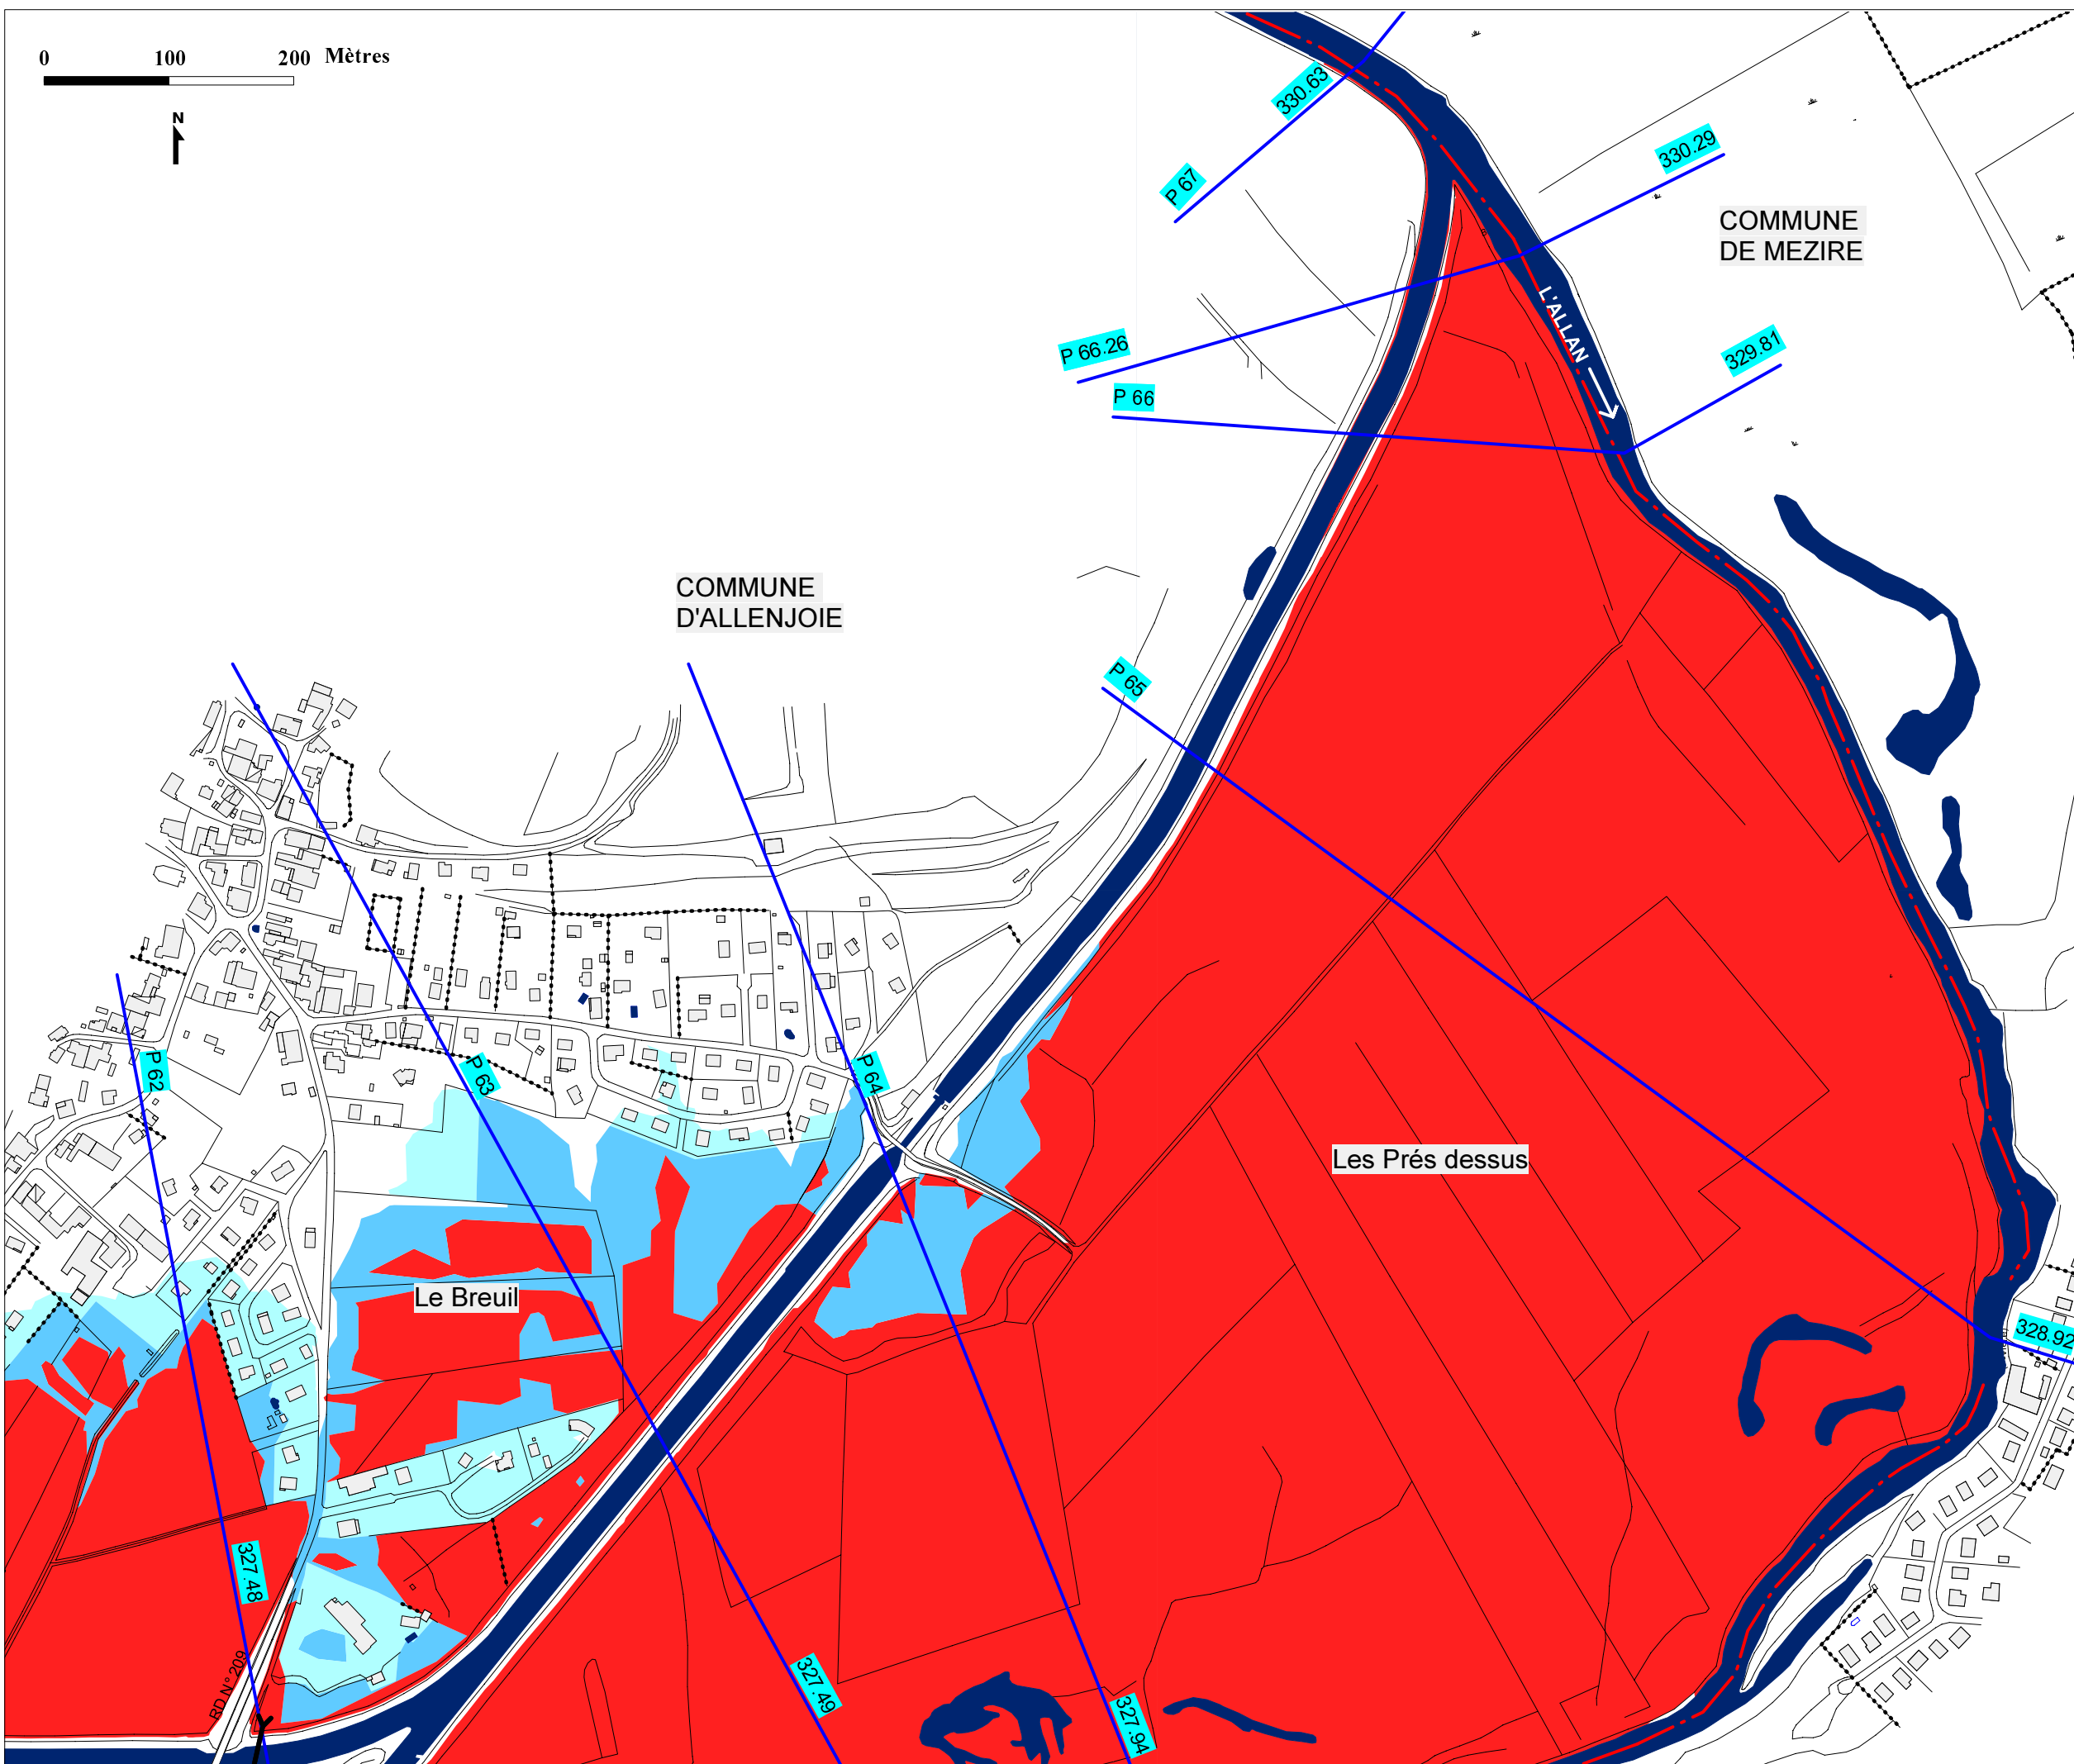 0 100 200 Mètres
N
330.63
P 67
330.29
COMMUNE
DE MEZIRE
L'ALLAN
P 66.26
329.81
P 66
COMMUNE
D'ALLENJOIE
P 65
P 62
P 63
P 64
Les Prés dessus
Le Breuil
328.92
327.48
RD N° 209
327.49
327.94